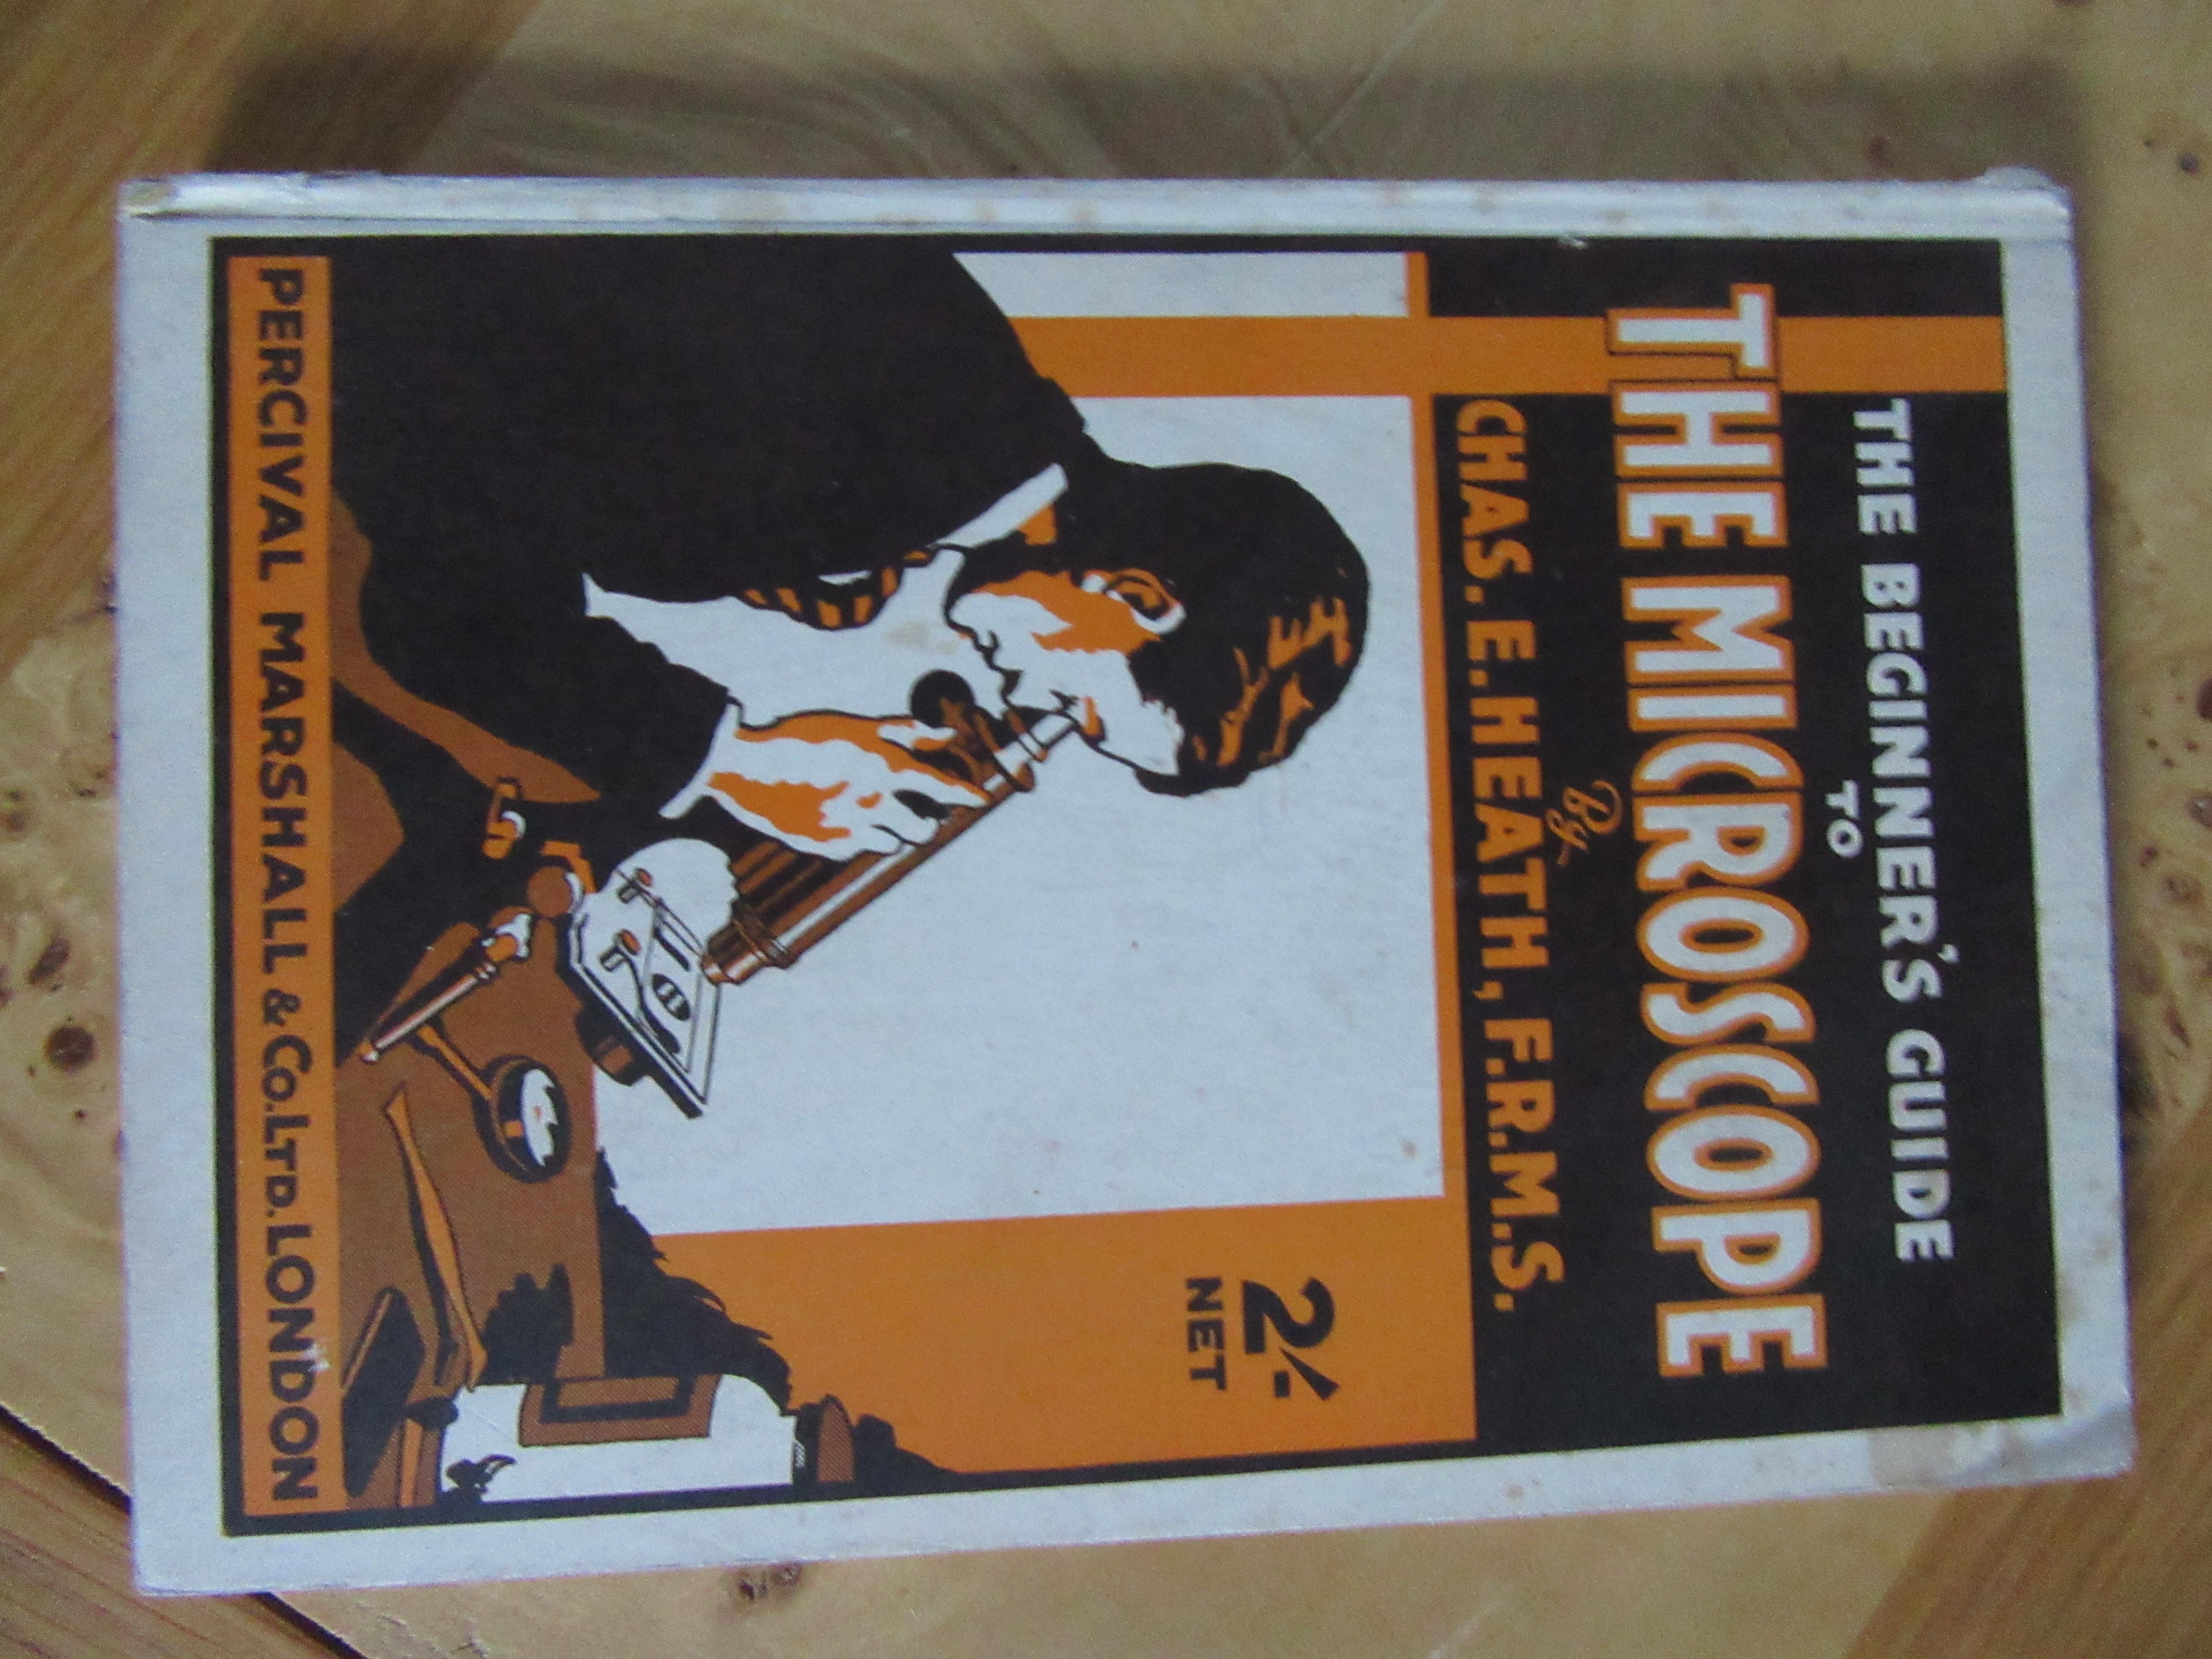 THE BEGINNER'S GUIDE
TO
THE MICROSCOPE
By
CHAS. E. HEATH, F.R.M.S.
2/-
NET
PERCIVAL MARSHALL & CO. LTD. LONDON